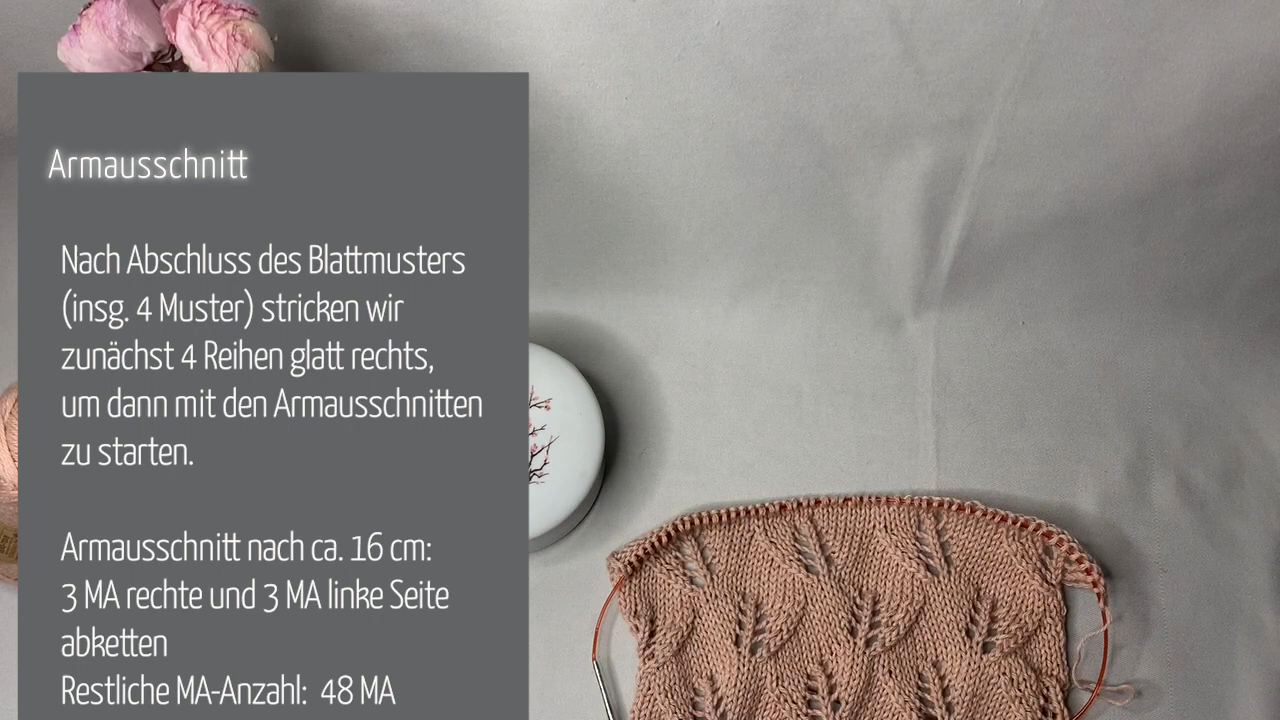 Armausschnitt
Nach Abschluss des Blattmusters
(insg. 4 Muster) stricken wir
zunächst 4 Reihen glatt rechts,
um dann mit den Armausschnitten
zu starten.
Armausschnitt nach ca. 16 cm:
3 MA rechte und 3 MA linke Seite
abketten
Restliche MA-Anzahl: 48 MA